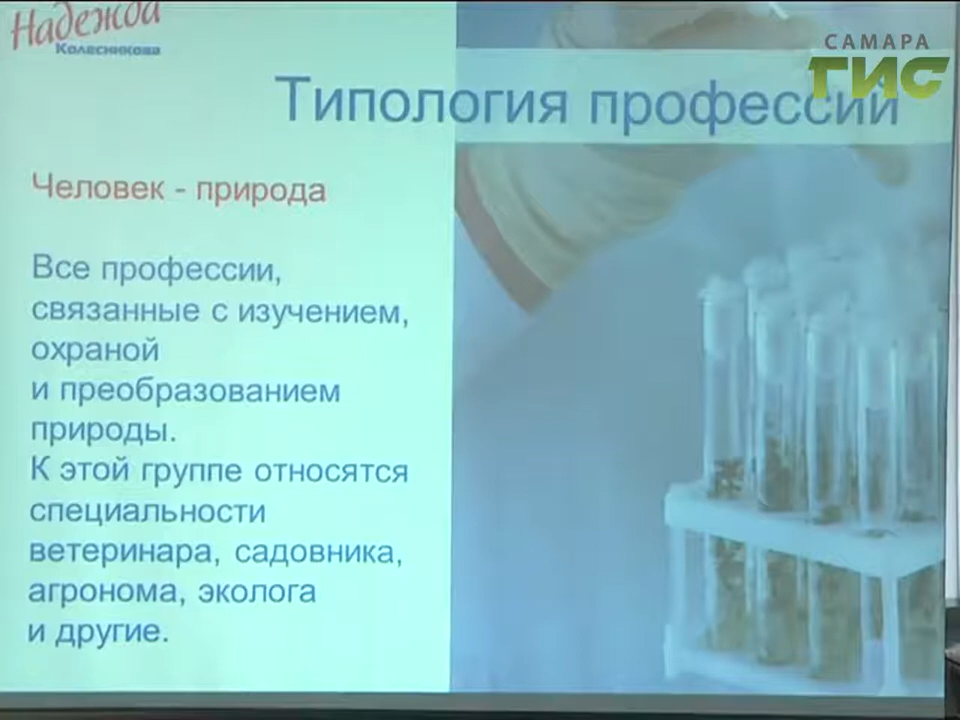 Надежда
Колесникова
САМАРА
ГИС
Типология профессий
Человек - природа
Все профессии,
связанные с изучением,
охраной
и преобразованием
природы.
К этой группе относятся
специальности
ветеринара, садовника,
агронома, эколога
и другие.